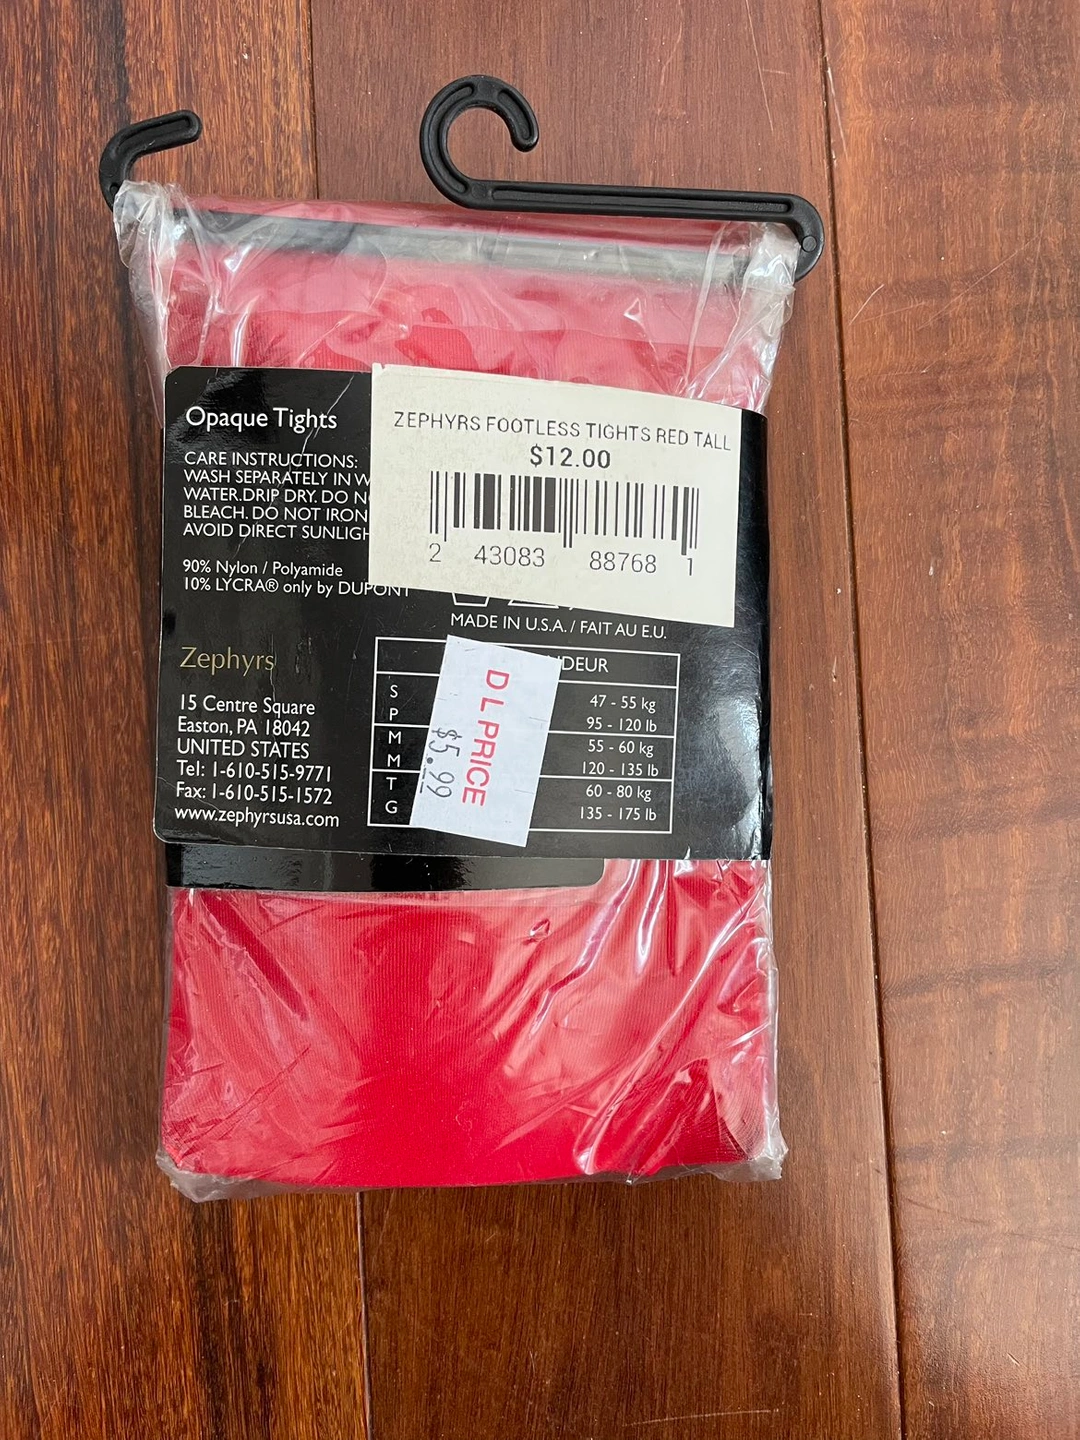 Opaque Tights
CARE INSTRUCTIONS:
WASH SEPARATELY IN
WATER.DRIP DRY. DO
BLEACH. DO NOT IRON
AVOID DIRECT
90% Nylon / Polyamide
10% LYCRA® only by DUPONT
Zephyrs
15 Centre Square
Easton, PA 18042
UNITED STATES
Tel: 1-610-515-9771
Fax: 1-610-515-1572
www.zephyrsusa.com
ZEPHYRS FOOTLESS TIGHTS RED TALL
$12.00
2 43083 88768 1
MADE IN U.S.A. / FAIT AU E.U.
S 47 - 55 kg
P 95 - 120 lb
M 55 - 60 kg
M 120 - 135 lb
T 60 - 80 kg
G 135 - 175 lb
D L PRICE
$5.99